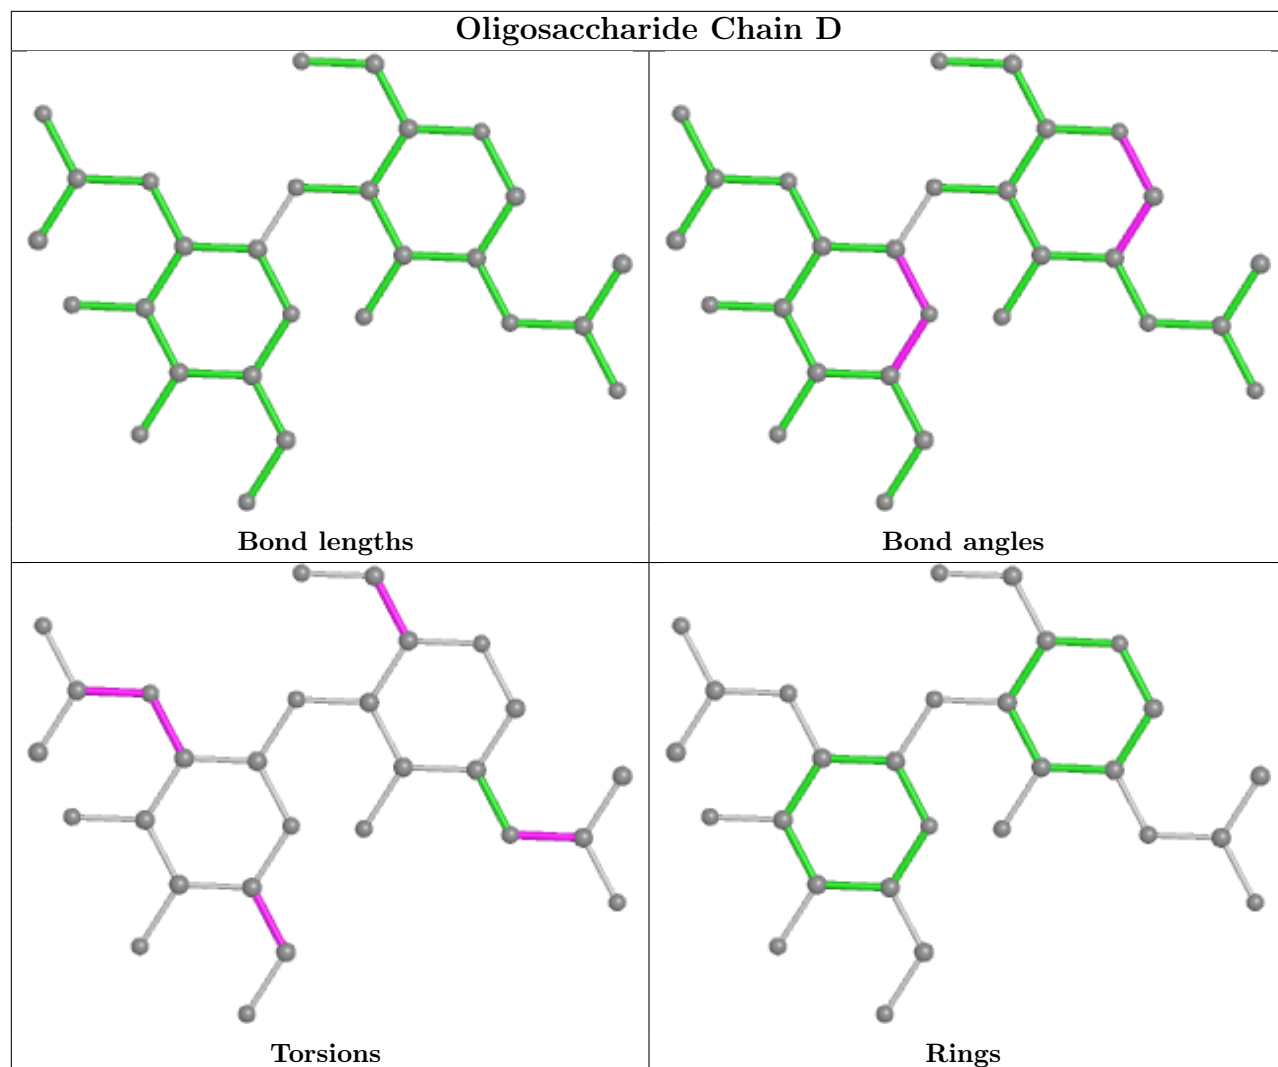 Oligosaccharide Chain D
Bond lengths
Bond angles
Torsions
Rings